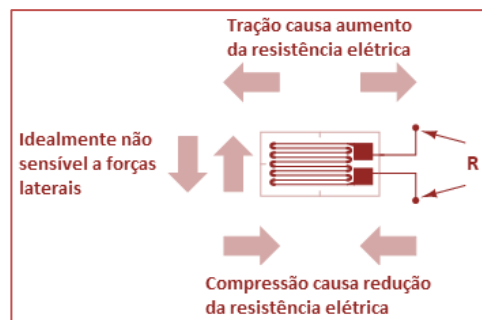 Tração causa aumento
da resistência elétrica
Idealmente não
sensível a forças
laterais
R
Compressão causa redução
da resistência elétrica